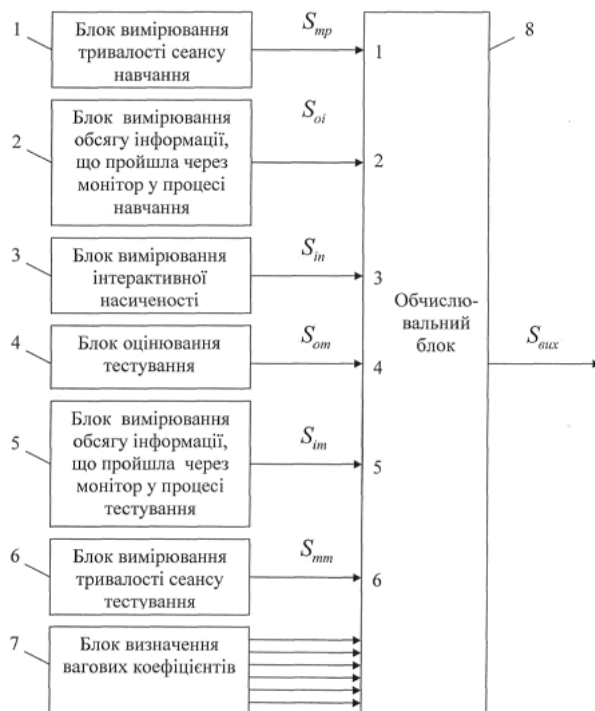 1
Блок вимірювання
тривалості сеансу
навчання
S_тр
1
8
2
Блок вимірювання
обсягу інформації,
що пройшла через
монітор у процесі
навчання
S_оі
2
3
Блок вимірювання
інтерактивної
насиченості
S_in
3
Обчислю-
вальний
блок
4
Блок оцінювання
тестування
S_от
4
S_вих
5
Блок вимірювання
обсягу інформації,
що пройшла через
монітор у процесі
тестування
S_іт
5
6
Блок вимірювання
тривалості сеансу
тестування
S_тт
6
7
Блок визначення
вагових коефіцієнтів